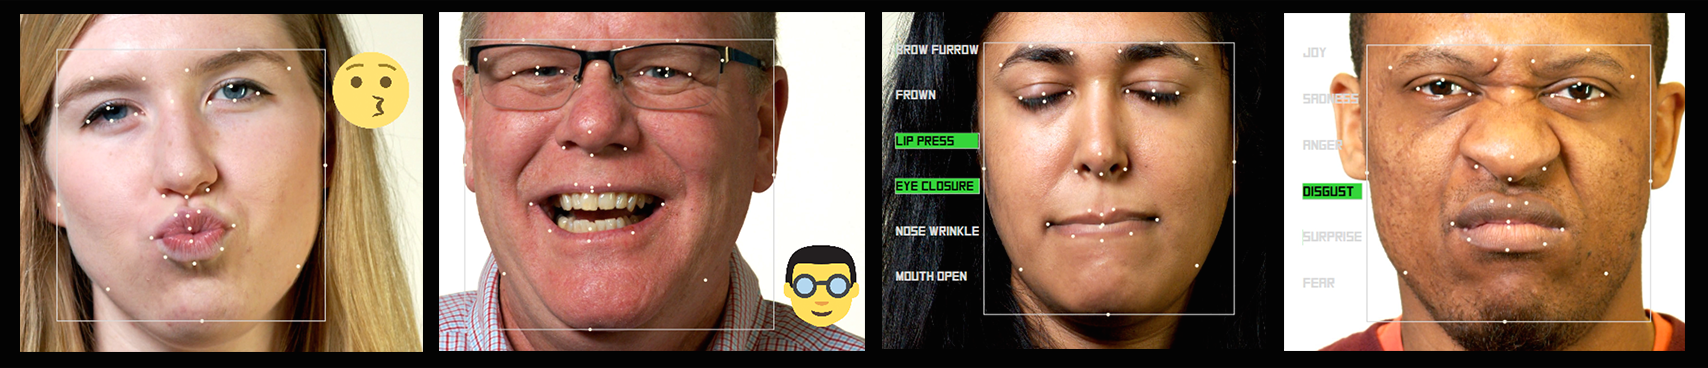 BROW FURROW
FROWN
LIP PRESS
EYE CLOSURE
NOSE WRINKLE
MOUTH OPEN
JOY
SADNESS
ANGER
DISGUST
SURPRISE
FEAR